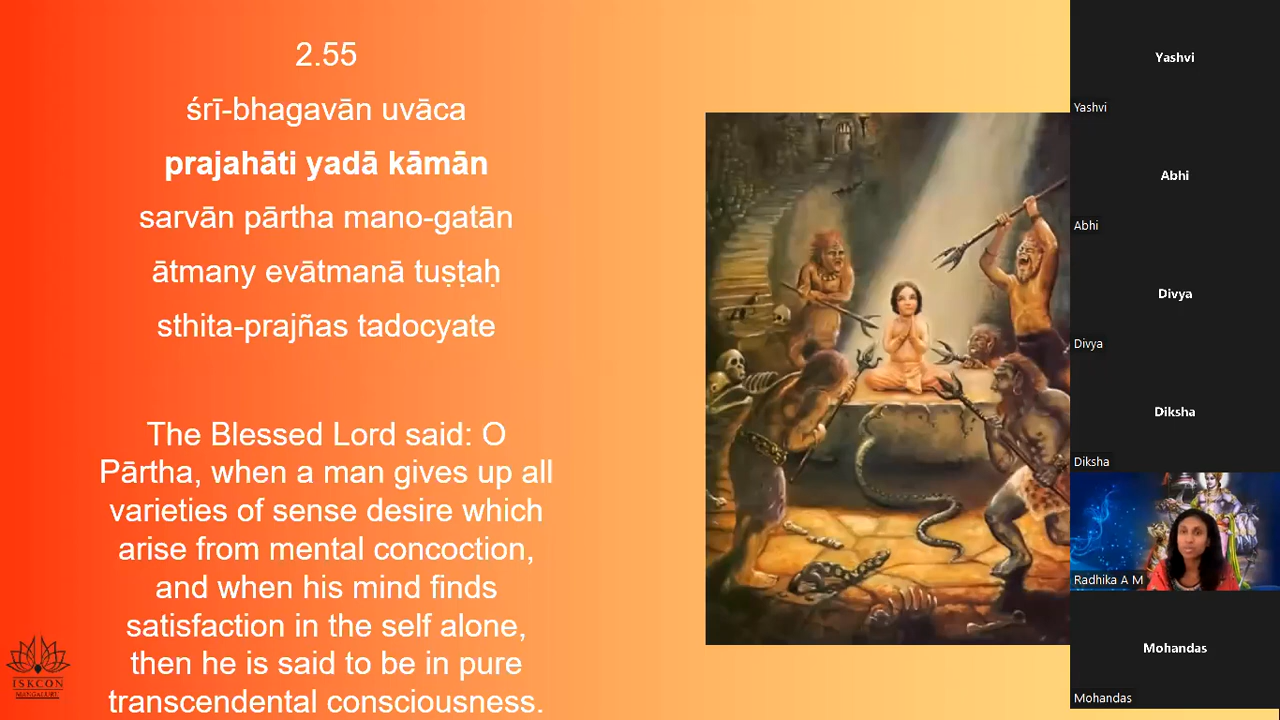 2.55
śrī-bhagavān uvāca
prajahāti yadā kāmān
sarvān pārtha mano-gatān
ātmany evātmanā tuṣṭaḥ
sthita-prajñas tadocyate
The Blessed Lord said: O
Pārtha, when a man gives up all
varieties of sense desire which
arise from mental concoction,
and when his mind finds
satisfaction in the self alone,
then he is said to be in pure
transcendental consciousness.
ISKCON
MANGALURU
Yashvi
Yashvi
Abhi
Abhi
Divya
Divya
Diksha
Diksha
Radhika A M
Mohandas
Mohandas